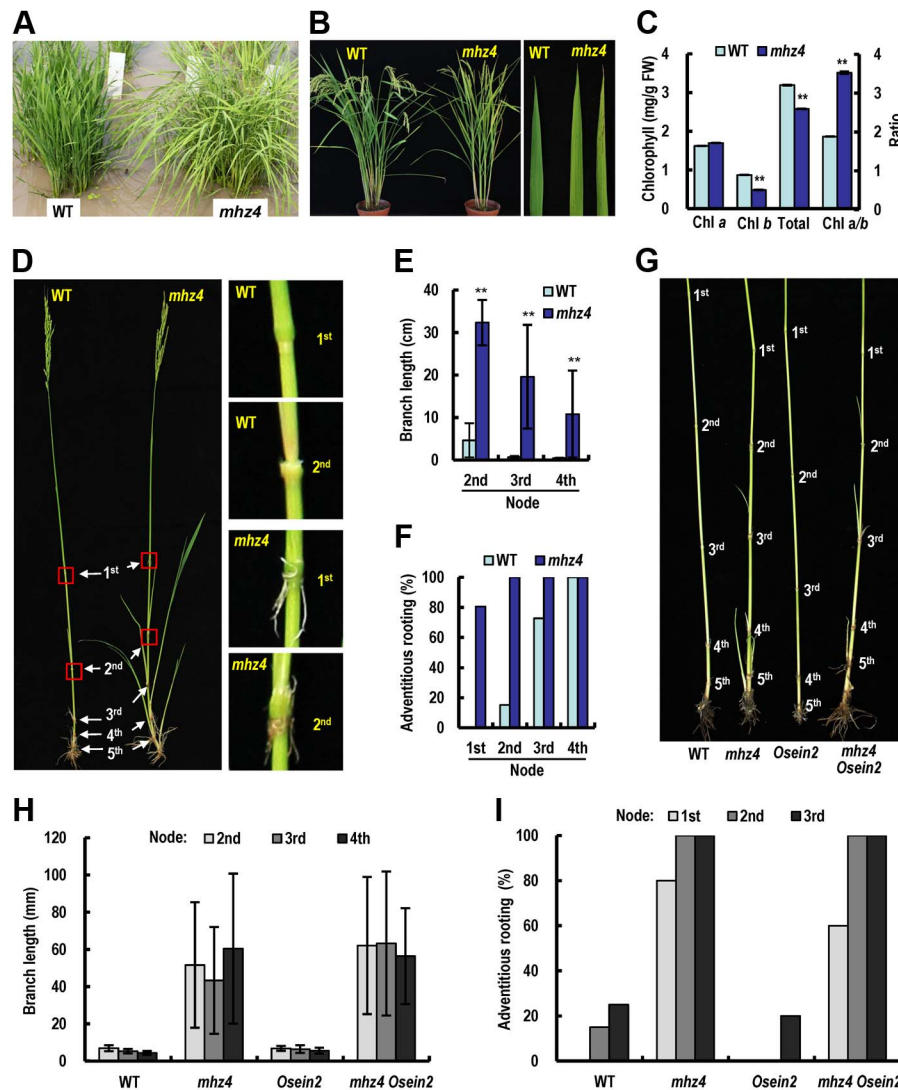 A
WT
mhz4
B
WT mhz4
WT mhz4
C
WT mhz4
Chlorophyll (mg/g FW)
Ratio
4
3
2
1
0
4
3
2
1
0
** ** **
Chl a Chl b Total Chl a/b
D
WT mhz4
1st
2nd
3rd
4th
5th
WT
1st
WT
2nd
mhz4
1st
mhz4
2nd
E
WT
mhz4
Branch length (cm)
40
30
20
10
0
** ** **
2nd 3rd 4th
Node
F
WT mhz4
Adventitious rooting (%)
100
80
60
40
20
0
1st 2nd 3rd 4th
Node
G
1st 1st 1st 1st
2nd 2nd 2nd 2nd
3rd 3rd 3rd 3rd
4th 4th 4th 4th
5th 5th 5th 5th
WT mhz4 Osein2 mhz4
Osein2
H
Node: 2nd 3rd 4th
Branch length (mm)
120
100
80
60
40
20
0
WT mhz4 Osein2 mhz4 Osein2
I
Node: 1st 2nd 3rd
Adventitious rooting (%)
100
80
60
40
20
0
WT mhz4 Osein2 mhz4 Osein2